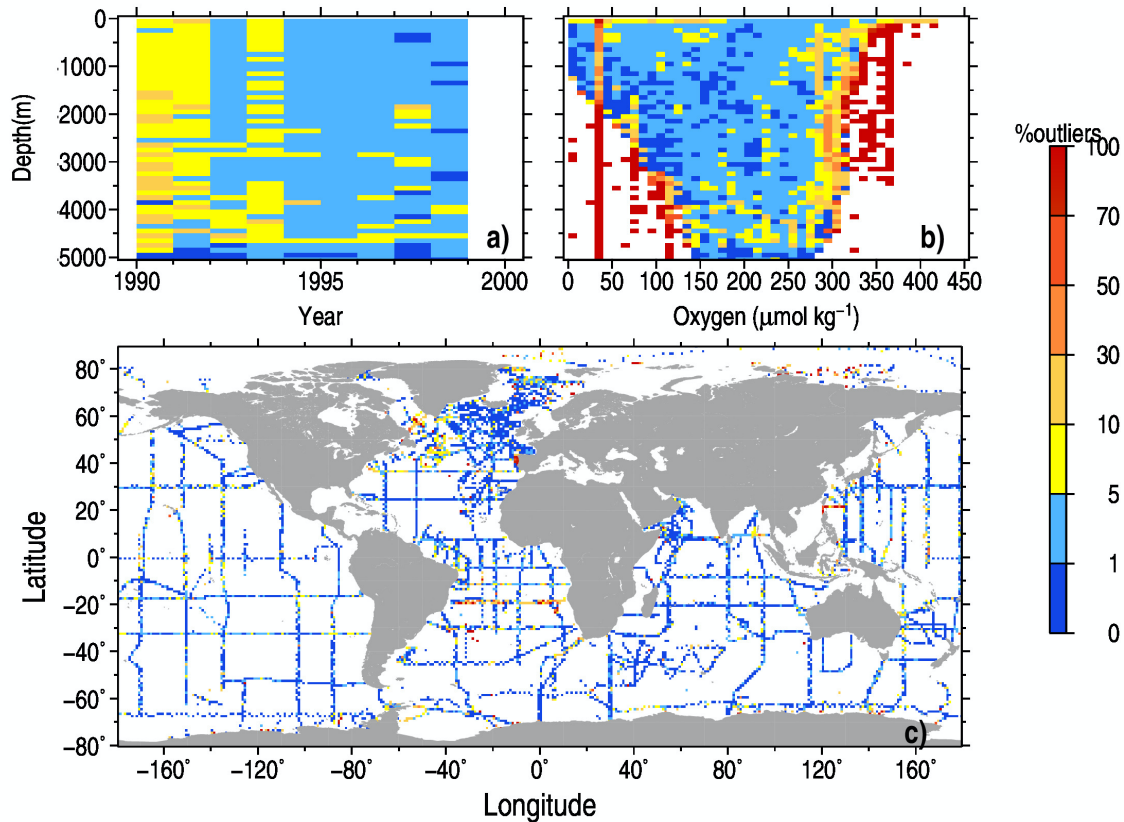 0
-1000
-2000
-3000
-4000
-5000
Depth(m)
a)
1990
1995
2000
Year
b)
0 50 100 150 200 250 300 350 400 450
Oxygen (μmol kg⁻¹)
%outliers
100
70
50
30
10
5
1
0
80°
60°
40°
20°
0°
−20°
−40°
−60°
−80°
Latitude
c)
−160° −120° −80° −40° 0° 40° 80° 120° 160°
Longitude